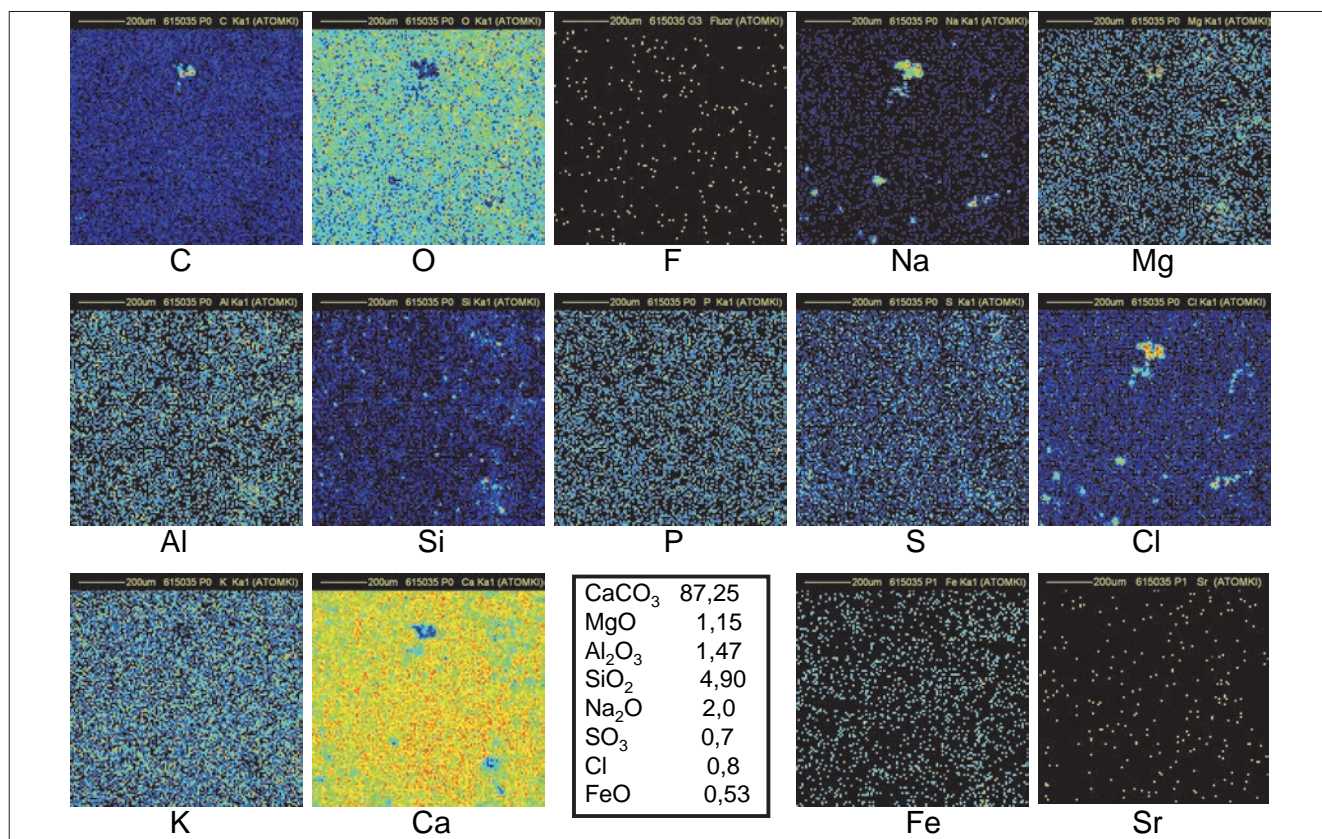 200um 615035 P0 C Ka1 (ATOMKI)
200um 615035 P0 O Ka1 (ATOMKI)
200um 615035 G3 Fluor (ATOMKI)
200um 615035 P0 Na Ka1 (ATOMKI)
200um 615035 P0 Mg Ka1 (ATOMKI)
C
O
F
Na
Mg
200um 615035 P0 Al Ka1 (ATOMKI)
200um 615035 P0 Si Ka1 (ATOMKI)
200um 615035 P0 P Ka1 (ATOMKI)
200um 615035 P0 S Ka1 (ATOMKI)
200um 615035 P0 Cl Ka1 (ATOMKI)
Al
Si
P
S
Cl
200um 615035 P0 K Ka1 (ATOMKI)
200um 615035 P0 Ca Ka1 (ATOMKI)
CaCO₃ 87,25
MgO 1,15
Al₂O₃ 1,47
SiO₂ 4,90
Na₂O 2,0
SO₃ 0,7
Cl 0,8
FeO 0,53
200um 615035 P1 Fe Ka1 (ATOMKI)
200um 615035 P1 Sr (ATOMKI)
K
Ca
Fe
Sr